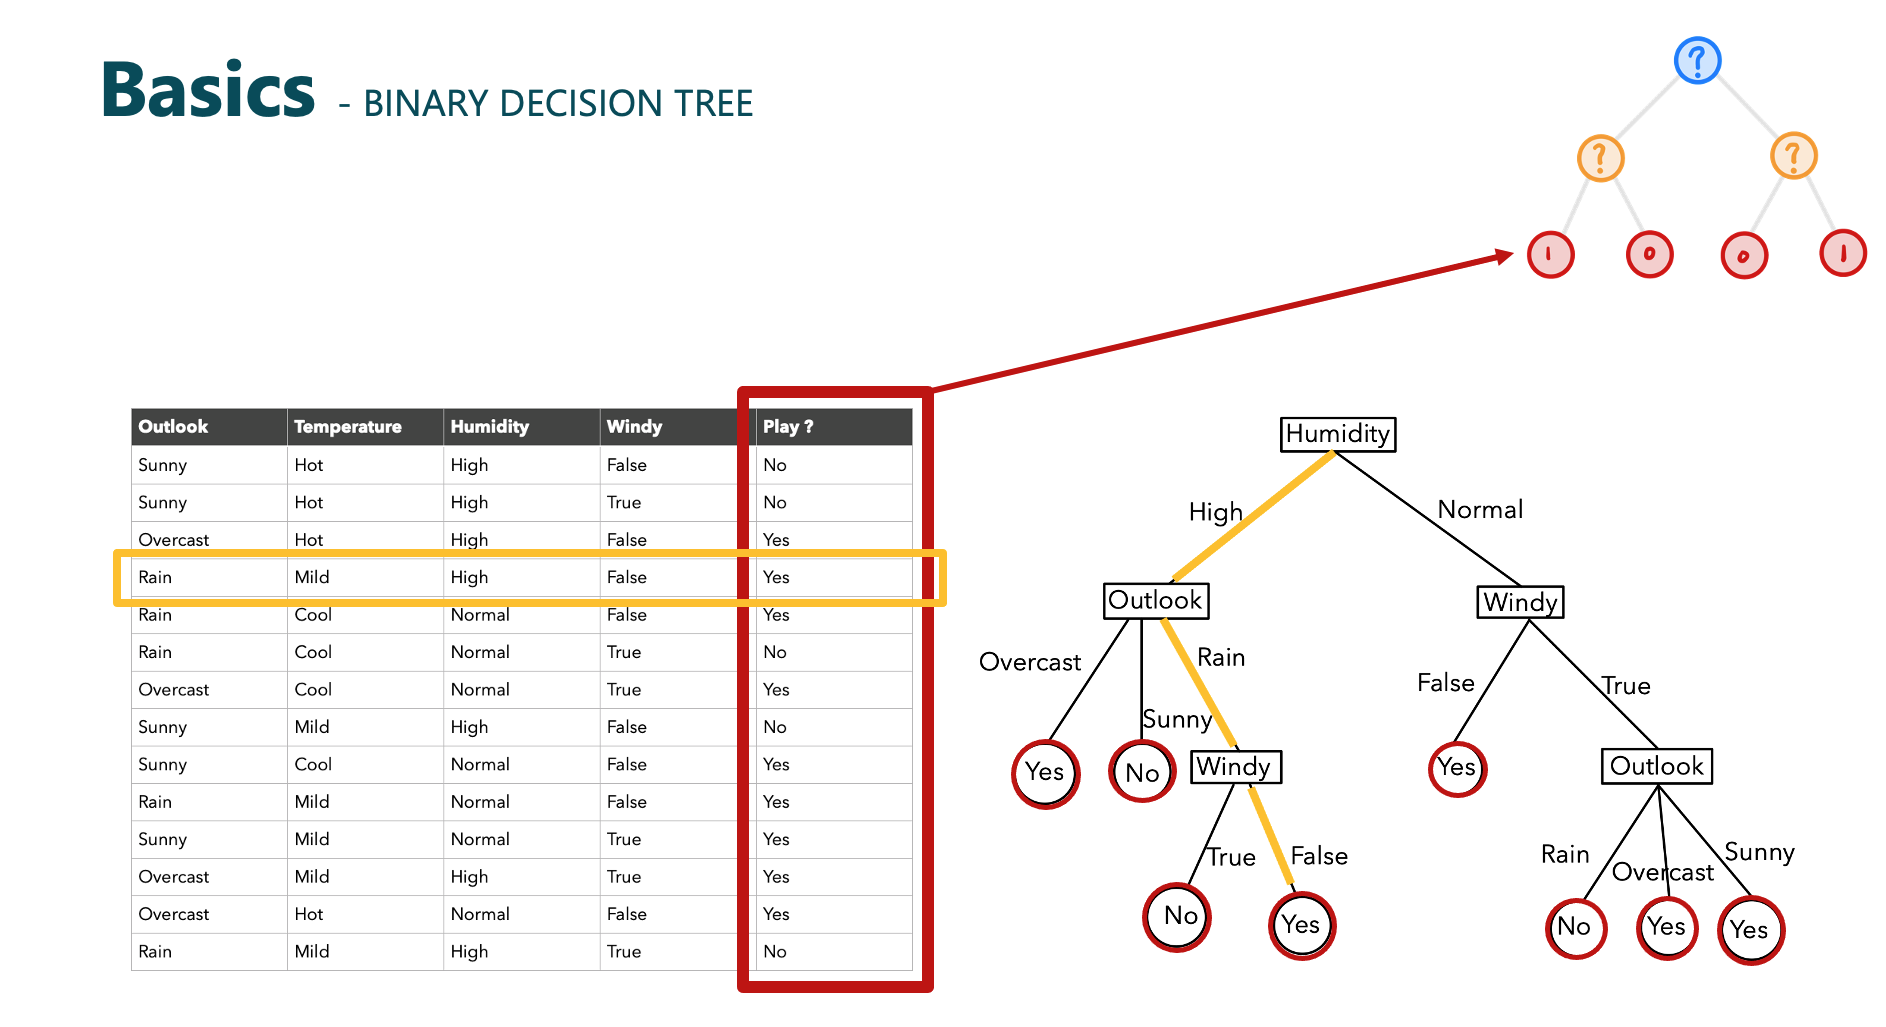 Basics - BINARY DECISION TREE
?
? ?
1 0 0 1
Outlook Temperature Humidity Windy Play ?
Sunny Hot High False No
Sunny Hot High True No
Overcast Hot High False Yes
Rain Mild High False Yes
Rain Cool Normal False Yes
Rain Cool Normal True No
Overcast Cool Normal True Yes
Sunny Mild High False No
Sunny Cool Normal False Yes
Rain Mild Normal False Yes
Sunny Mild Normal True Yes
Overcast Mild High True Yes
Overcast Hot Normal False Yes
Rain Mild High True No
Humidity
High Normal
Outlook Windy
Overcast Rain False True
Sunny
Yes No Windy Yes Outlook
True False Rain Overcast Sunny
No Yes No Yes Yes